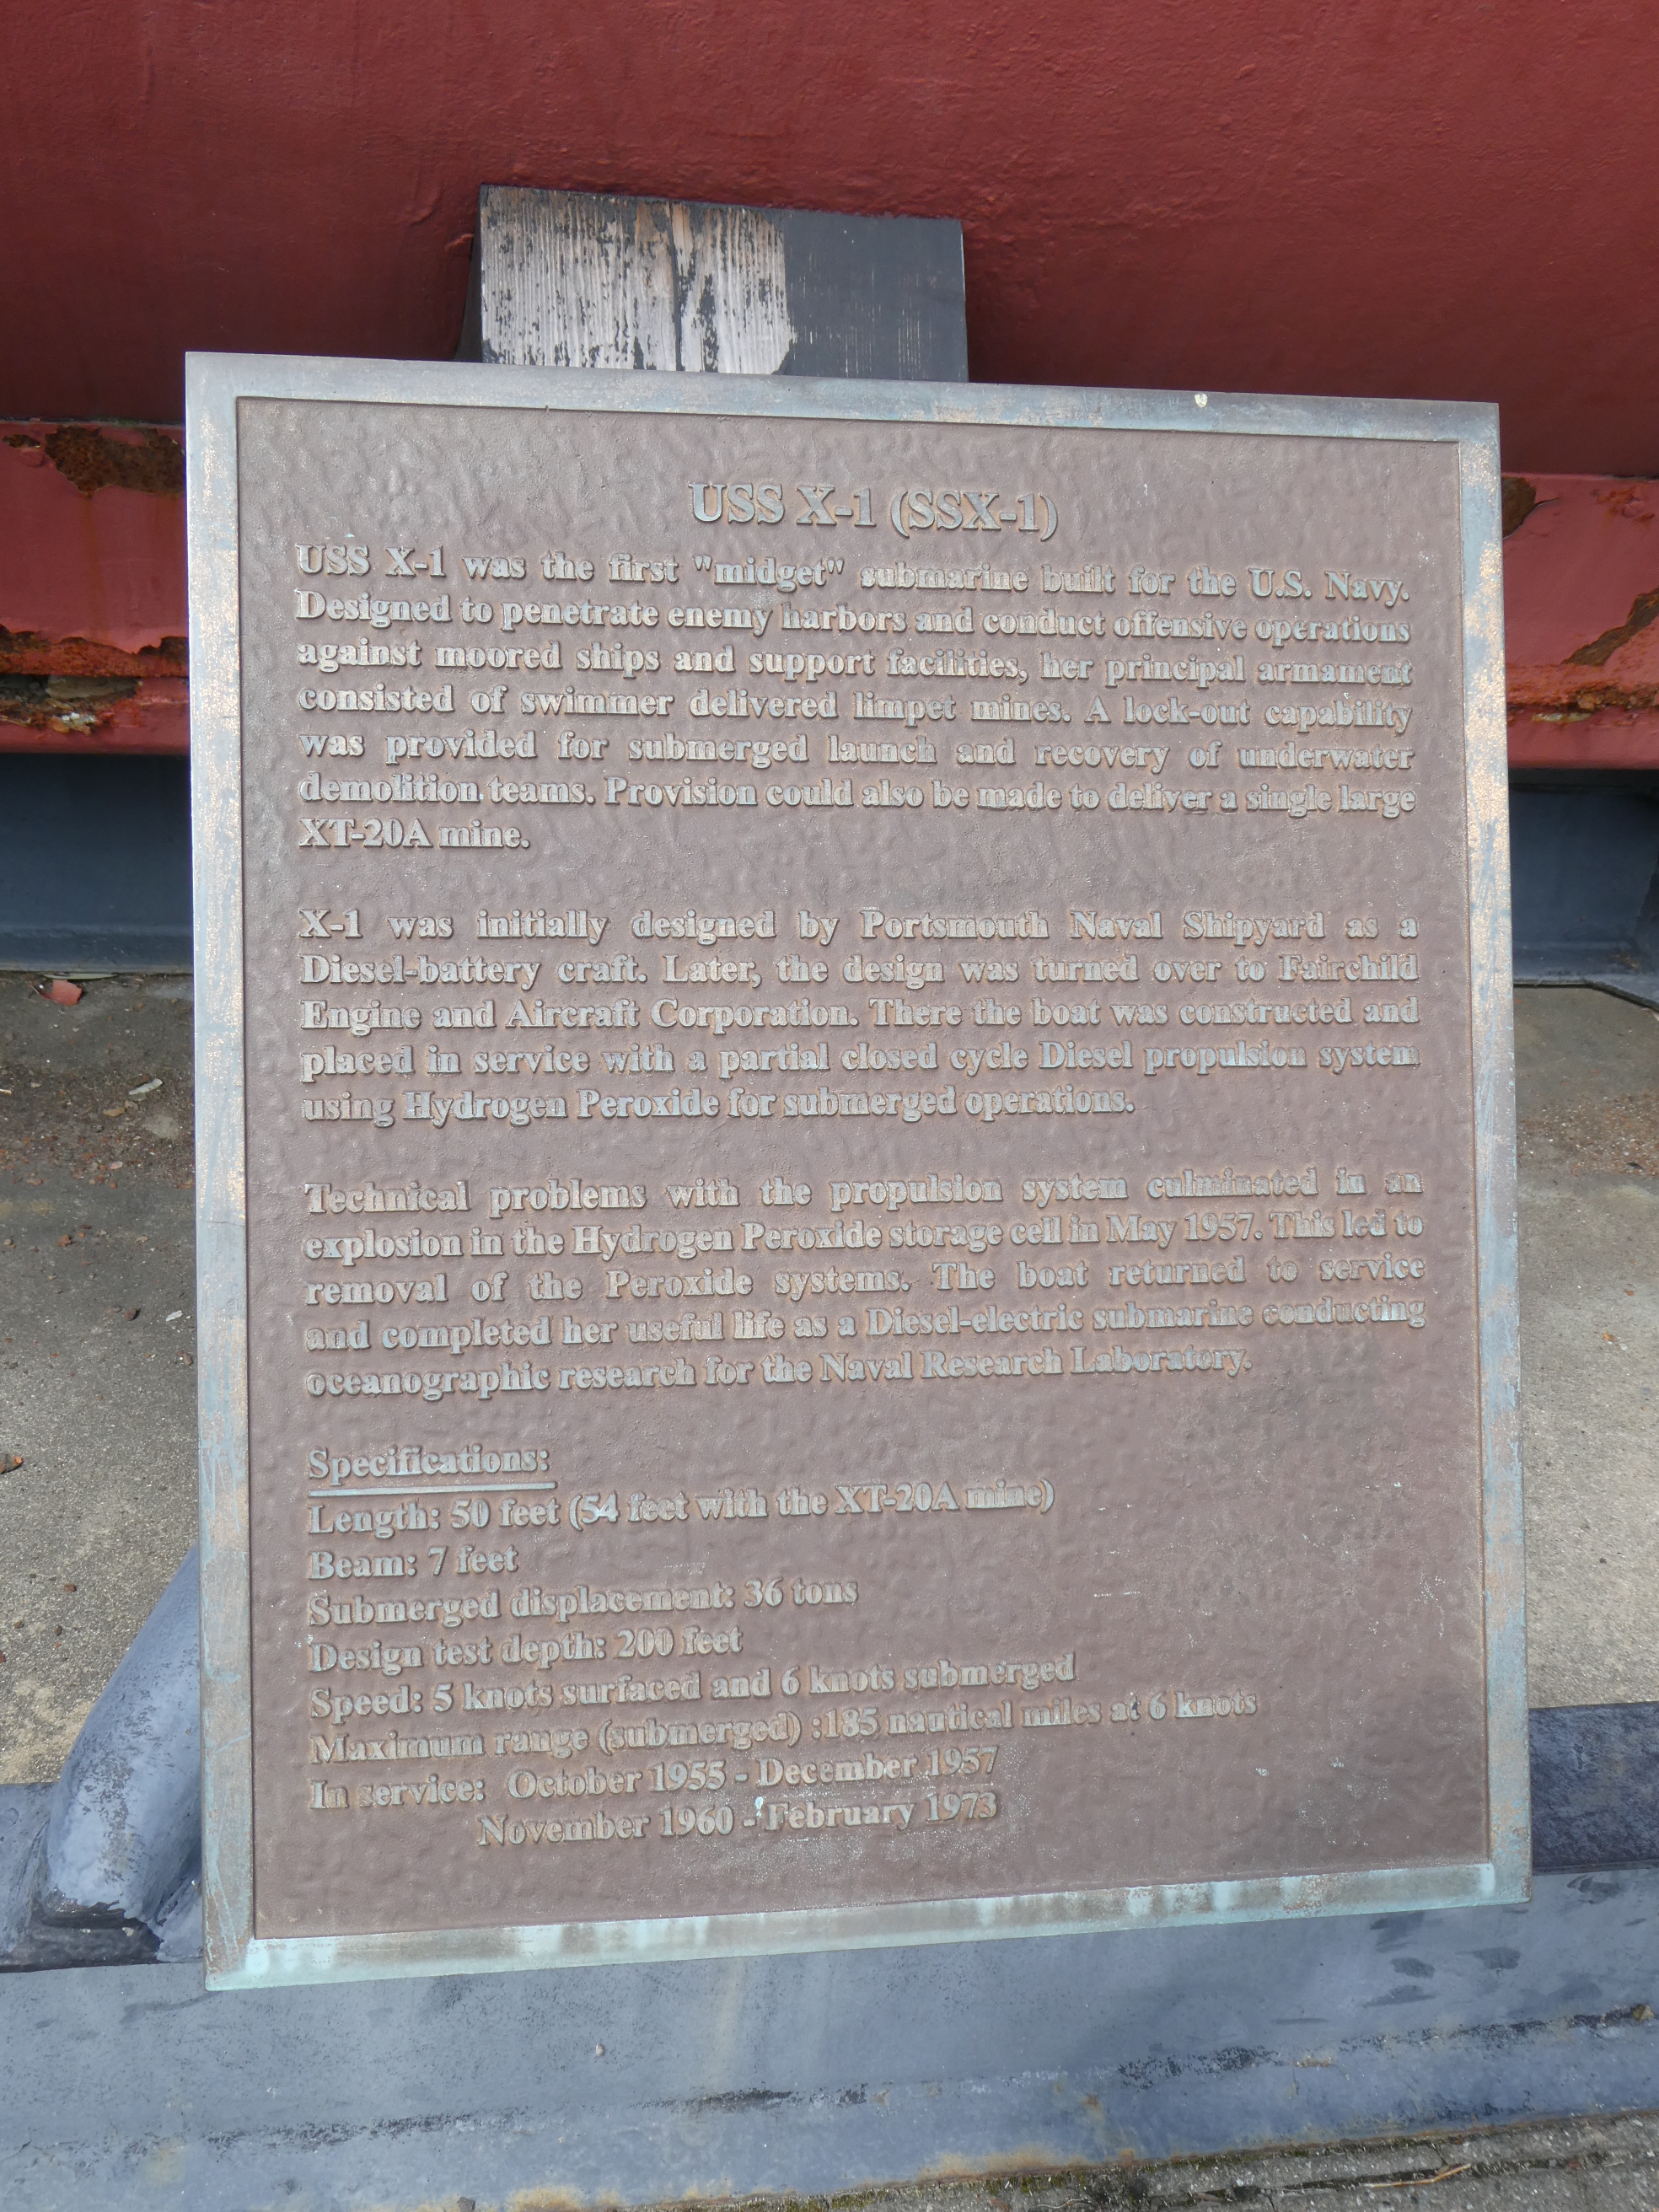 USS X-1 (SSX-1)
USS X-1 was the first "midget" submarine built for the U.S. Navy.
Designed to penetrate enemy harbors and conduct offensive operations
against moored ships and support facilities, her principal armament
consisted of swimmer delivered limpet mines. A lock-out capability
was provided for submerged launch and recovery of underwater
demolition teams. Provision could also be made to deliver a single large
XT-20A mine.
X-1 was initially designed by Portsmouth Naval Shipyard as a
Diesel-battery craft. Later, the design was turned over to Fairchild
Engine and Aircraft Corporation. There the boat was constructed and
placed in service with a partial closed cycle Diesel propulsion system
using Hydrogen Peroxide for submerged operations.
Technical problems with the propulsion system culminated in an
explosion in the Hydrogen Peroxide storage cell in May 1957. This led to
removal of the Peroxide systems. The boat returned to service
and completed her useful life as a Diesel-electric submarine conducting
oceanographic research for the Naval Research Laboratory.
Specifications:
Length: 50 feet (54 feet with the XT-20A mine)
Beam: 7 feet
Submerged displacement: 36 tons
Design test depth: 200 feet
Speed: 5 knots surfaced and 6 knots submerged
Maximum range (submerged) :185 nautical miles at 6 knots
In service: October 1955 - December 1957
November 1960 - February 1973